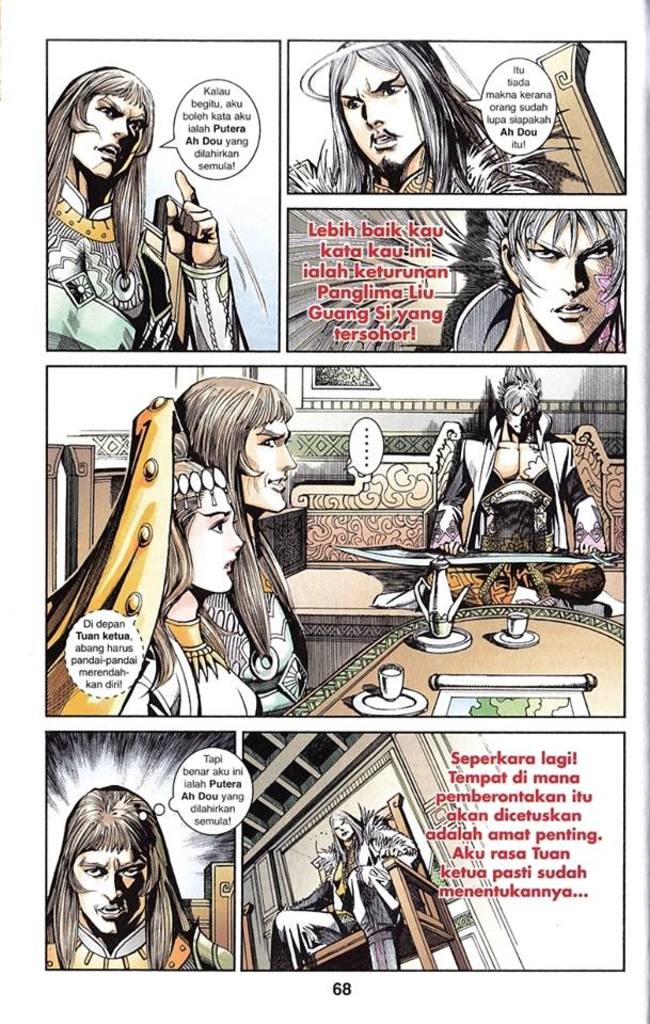 Kalau
begitu, aku
boleh kata aku
ialah Putera
Ah Dou yang
dilahirkan
semula!
Itu
tiada
makna kerana
orang sudah
lupa siapakah
Ah Dou
itu!
Lebih baik kau
kata kau ini
ialah keturunan
Panglima Liu
Guang Si yang
tersohor!
......
Di depan
Tuan ketua,
abang harus
pandai-pandai
merendah-
kan diri!
Tapi
benar aku ini
ialah Putera
Ah Dou yang
dilahirkan
semula!
Seperkara lagi!
Tempat di mana
pemberontakan itu
akan dicetuskan
adalah amat penting.
Aku rasa Tuan
ketua pasti sudah
menentukannya...
68